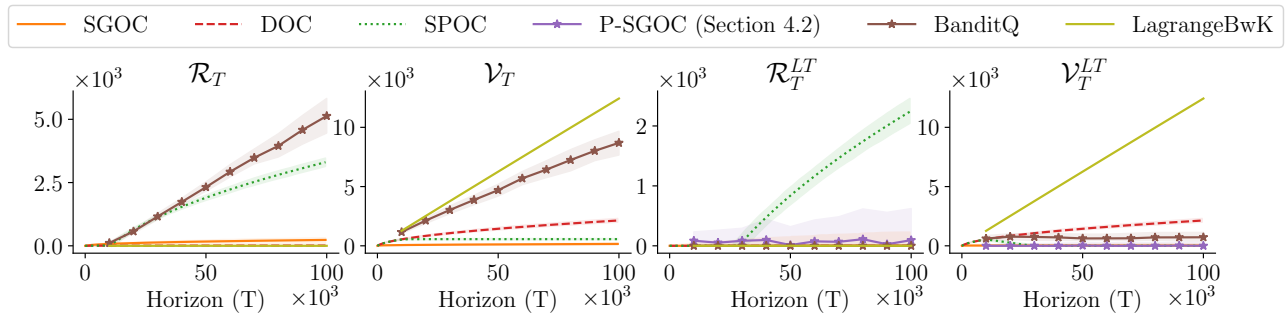 SGOC DOC SPOC P-SGOC (Section 4.2) BanditQ LagrangeBwK
×10³ R_T ×10³ V_T ×10³ R_T^{LT} ×10³ V_T^{LT}
5.0 2.5 0.0
10 5 0
2 1 0
10 5 0
0 50 100 0 50 100 0 50 100 0 50 100
Horizon (T) ×10³ Horizon (T) ×10³ Horizon (T) ×10³ Horizon (T) ×10³